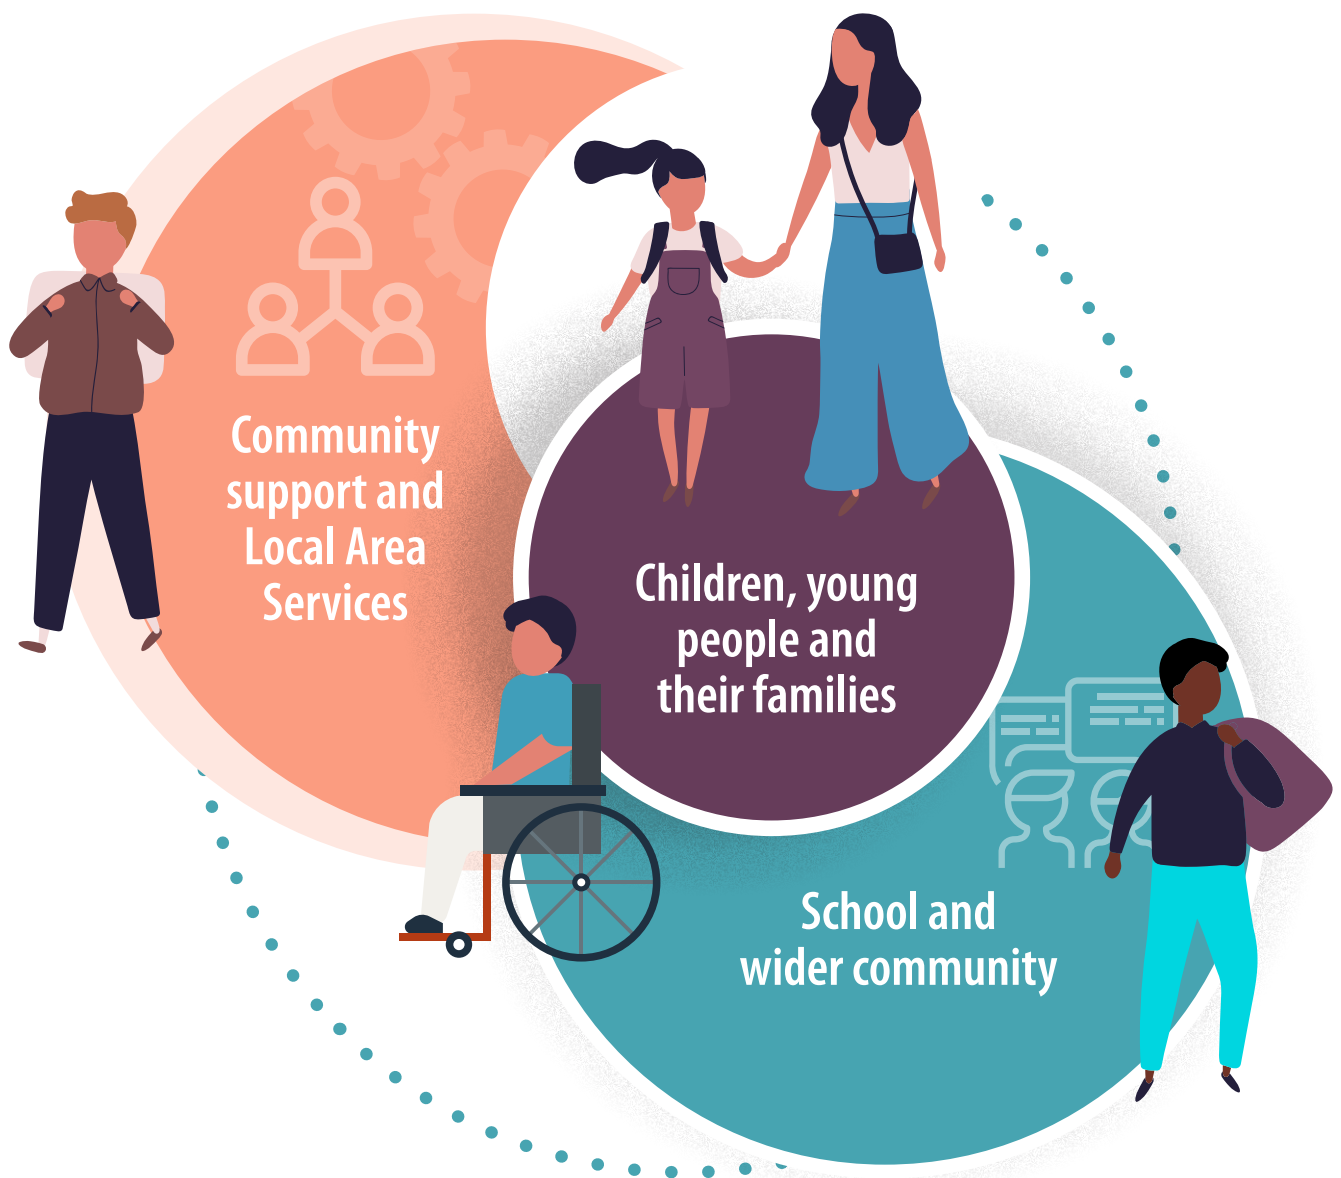 Community
support and
Local Area
Services
Children, young
people and
their families
School and
wider community